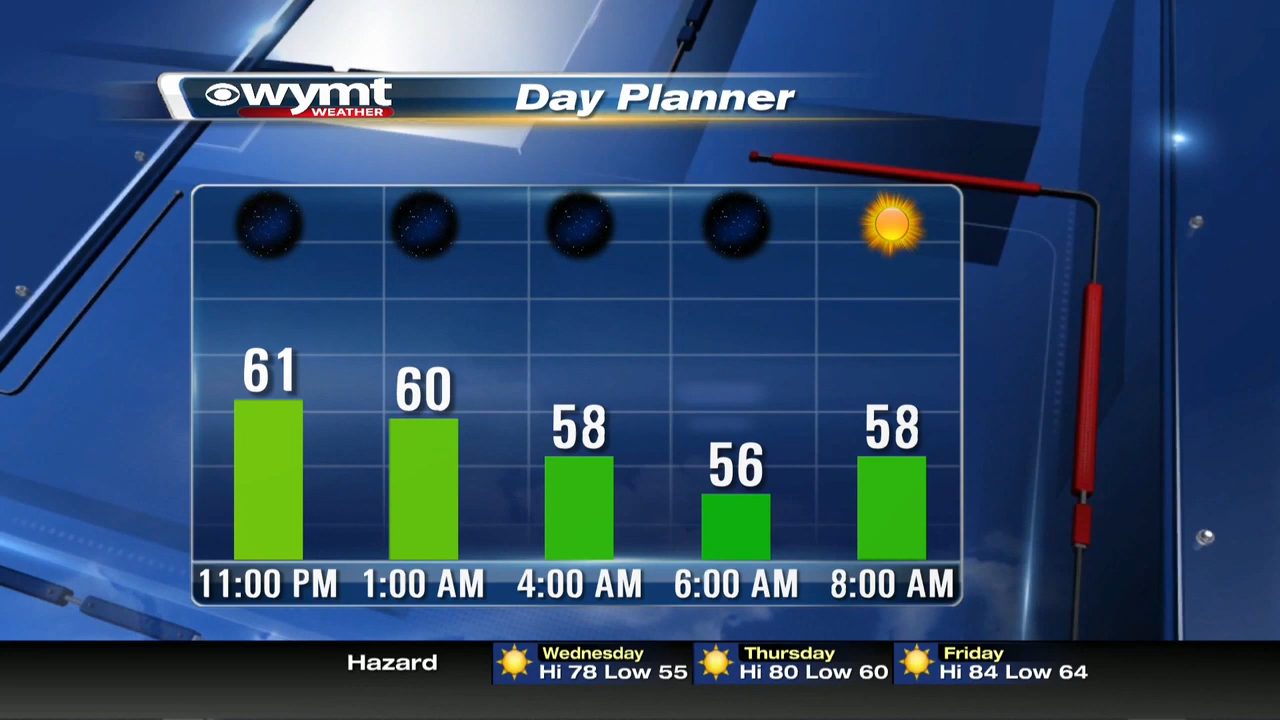 wymt
WEATHER
Day Planner
61
60
58
56
58
11:00 PM
1:00 AM
4:00 AM
6:00 AM
8:00 AM
Hazard
Wednesday
Hi 78 Low 55
Thursday
Hi 80 Low 60
Friday
Hi 84 Low 64